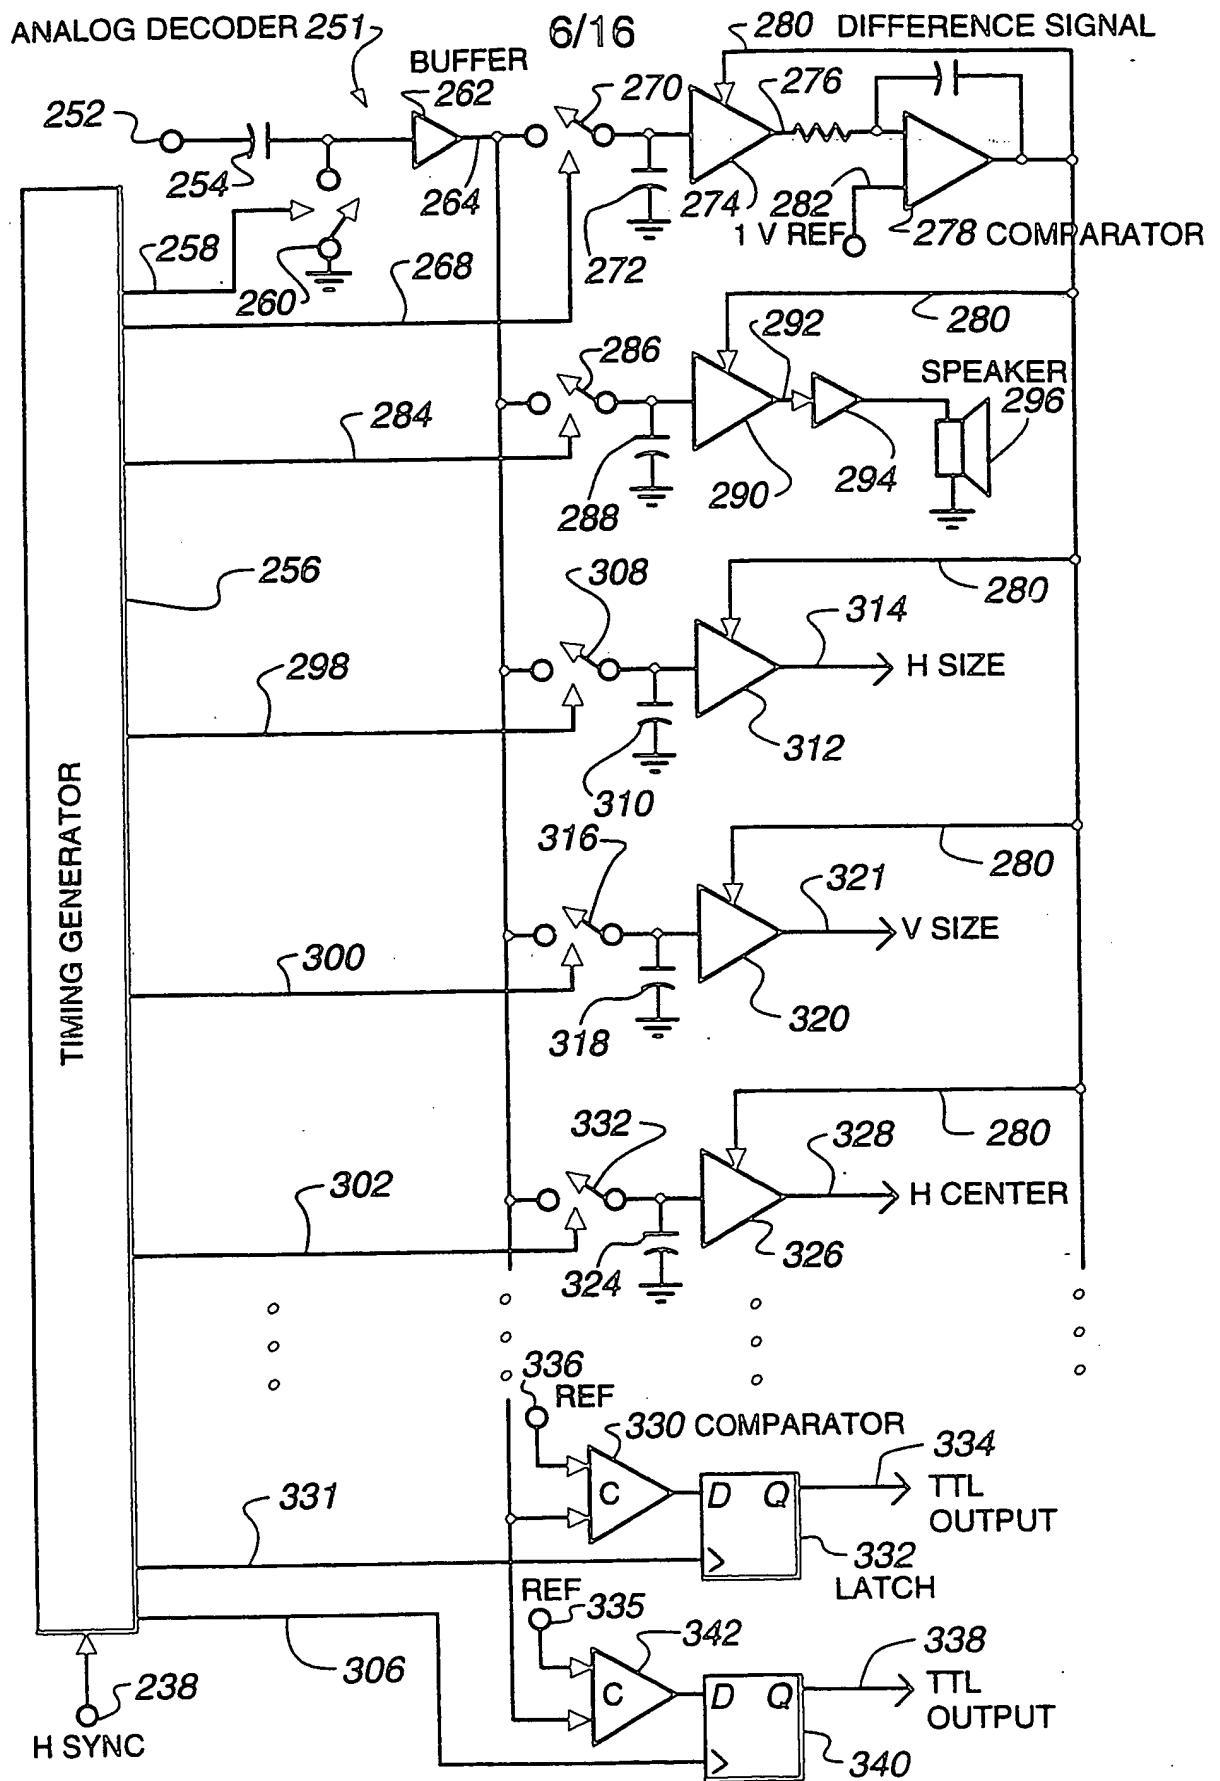 ANALOG DECODER 251
6/16
280 DIFFERENCE SIGNAL
BUFFER
262
270
276
252
254
264
274
282
258
268
272
1 V REF
278 COMPARATOR
260
280
292
286
SPEAKER
296
284
294
290
288
256
308
280
314
298
H SIZE
312
310
316
280
321
V SIZE
300
320
318
332
328
280
302
H CENTER
326
324
TIMING GENERATOR
336
REF
330 COMPARATOR
334
C
D Q
TTL
OUTPUT
331
332
LATCH
REF
335
342
338
C
D Q
TTL
OUTPUT
306
238
340
H SYNC